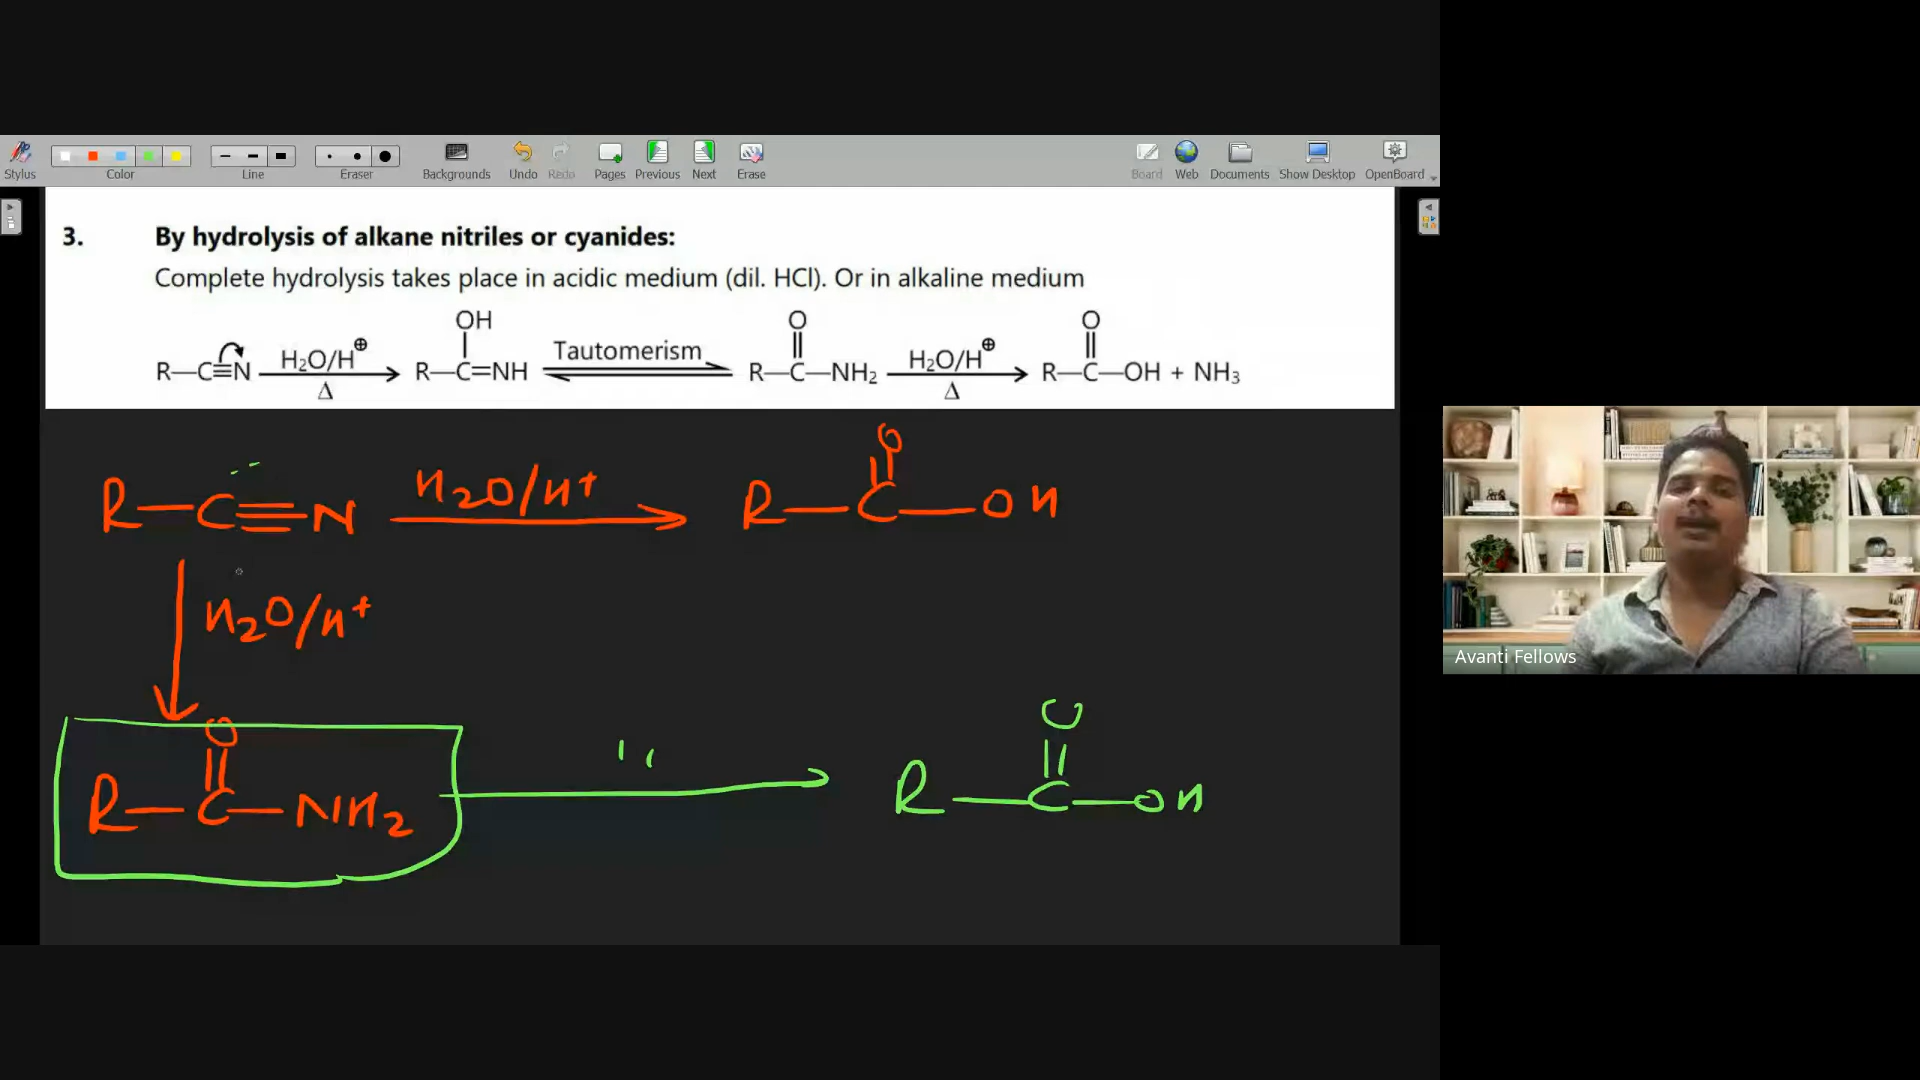 Stylus Color Line Eraser Backgrounds Undo Redo Pages Previous Next Erase Board Web Documents Show Desktop OpenBoard
3. By hydrolysis of alkane nitriles or cyanides:
Complete hydrolysis takes place in acidic medium (dil. HCl). Or in alkaline medium
OH O O
R—C≡N H₂O/H⊕ Δ R—C=NH Tautomerism R—C—NH₂ H₂O/H⊕ Δ R—C—OH + NH₃
O
R—C≡N H₂O/H⁺ R—C—OH
H₂O/H⁺
Avanti Fellows
O " O
R—C—NH₂ R—C—OH